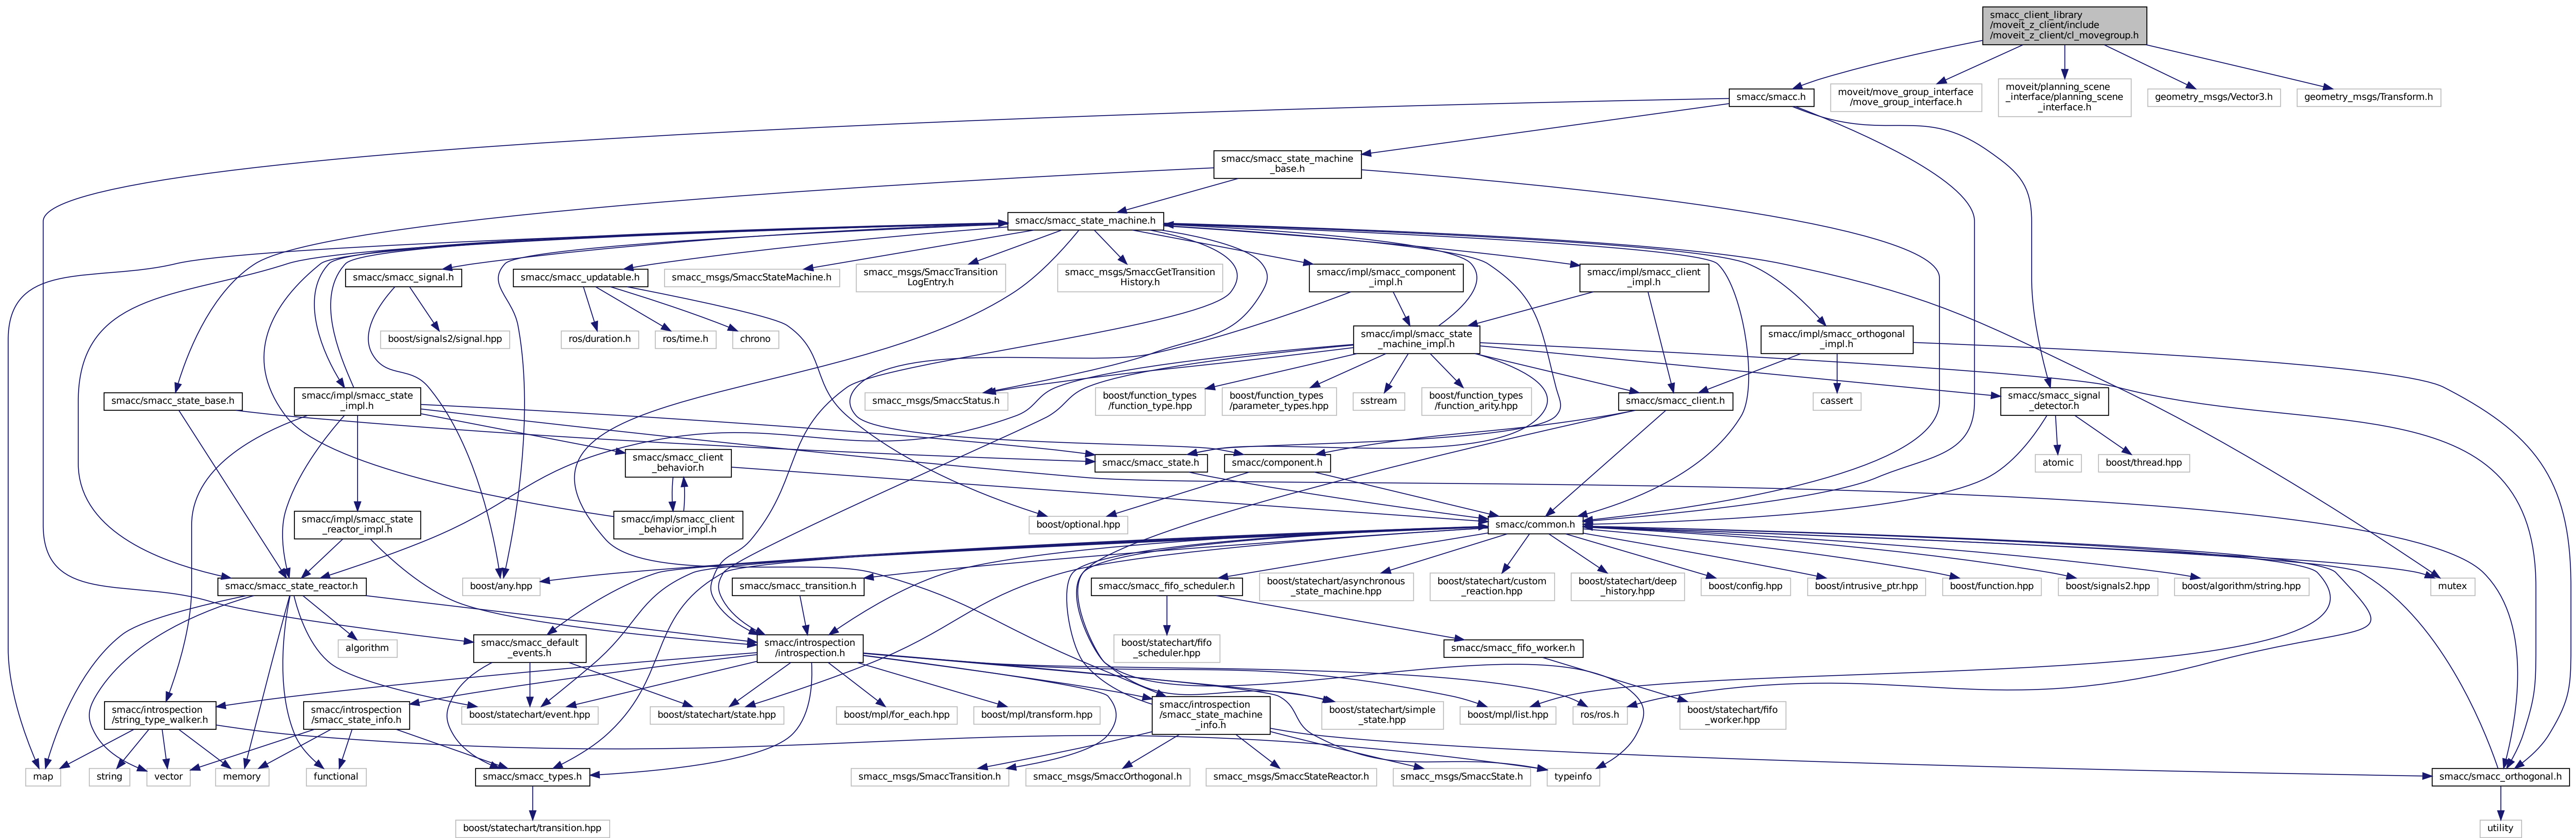 smacc_client_library
/moveit_z_client/include
/moveit_z_client/cl_movegroup.h
smacc/smacc.h
moveit/move_group_interface
/move_group_interface.h
moveit/planning_scene
_interface/planning_scene
_interface.h
geometry_msgs/Vector3.h
geometry_msgs/Transform.h
smacc/smacc_state_machine
_base.h
smacc/smacc_state_machine.h
smacc/smacc_signal.h
smacc/smacc_updatable.h
smacc_msgs/SmaccStateMachine.h
smacc_msgs/SmaccTransition
LogEntry.h
smacc_msgs/SmaccGetTransition
History.h
smacc/impl/smacc_component
_impl.h
smacc/impl/smacc_client
_impl.h
boost/signals2/signal.hpp
ros/duration.h
ros/time.h
chrono
smacc/impl/smacc_state
_machine_impl.h
smacc/impl/smacc_orthogonal
_impl.h
smacc/smacc_state_base.h
smacc/impl/smacc_state
_impl.h
smacc_msgs/SmaccStatus.h
boost/function_types
/function_type.hpp
boost/function_types
/parameter_types.hpp
sstream
boost/function_types
/function_arity.hpp
smacc/smacc_client.h
cassert
smacc/smacc_signal
_detector.h
smacc/smacc_client
_behavior.h
smacc/smacc_state.h
smacc/component.h
atomic
boost/thread.hpp
smacc/impl/smacc_state
_reactor_impl.h
smacc/impl/smacc_client
_behavior_impl.h
boost/optional.hpp
smacc/common.h
smacc/smacc_state_reactor.h
boost/any.hpp
smacc/smacc_transition.h
smacc/smacc_fifo_scheduler.h
boost/statechart/asynchronous
_state_machine.hpp
boost/statechart/custom
_reaction.hpp
boost/statechart/deep
_history.hpp
boost/config.hpp
boost/intrusive_ptr.hpp
boost/function.hpp
boost/signals2.hpp
boost/algorithm/string.hpp
mutex
algorithm
smacc/smacc_default
_events.h
smacc/introspection
/introspection.h
boost/statechart/fifo
_scheduler.hpp
smacc/smacc_fifo_worker.h
smacc/introspection
/string_type_walker.h
smacc/introspection
/smacc_state_info.h
boost/statechart/event.hpp
boost/statechart/state.hpp
boost/mpl/for_each.hpp
boost/mpl/transform.hpp
smacc/introspection
/smacc_state_machine
_info.h
boost/statechart/simple
_state.hpp
boost/mpl/list.hpp
ros/ros.h
boost/statechart/fifo
_worker.hpp
map
string
vector
memory
functional
smacc/smacc_types.h
smacc_msgs/SmaccTransition.h
smacc_msgs/SmaccOrthogonal.h
smacc_msgs/SmaccStateReactor.h
smacc_msgs/SmaccState.h
typeinfo
smacc/smacc_orthogonal.h
boost/statechart/transition.hpp
utility